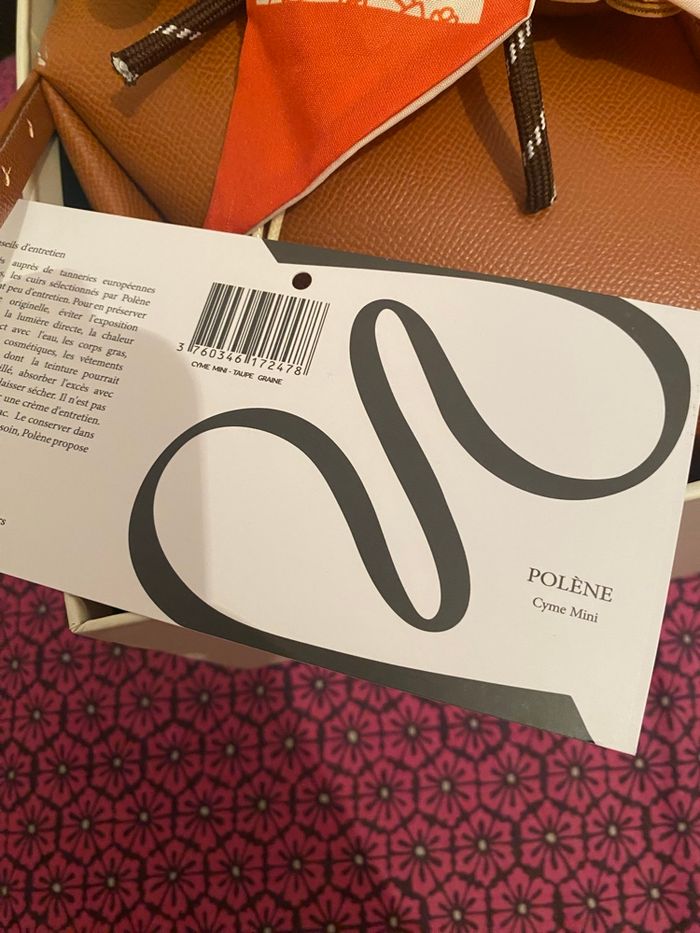 d'entretien
auprès de tanneries européennes
les cuirs sélectionnés par Polène
peu d'entretien. Pour en préserver
originelle, éviter l'exposition
la lumière directe, la chaleur
avec l'eau, les corps gras,
cosmétiques, les vêtements
dont la teinture pourrait
absorber l'excès avec
laisser sécher. Il n'est pas
une crème d'entretien.
Le conserver dans
soin, Polène propose
3 760346 172478
CYME MINI - TAUPE GRAINE
POLÈNE
Cyme Mini